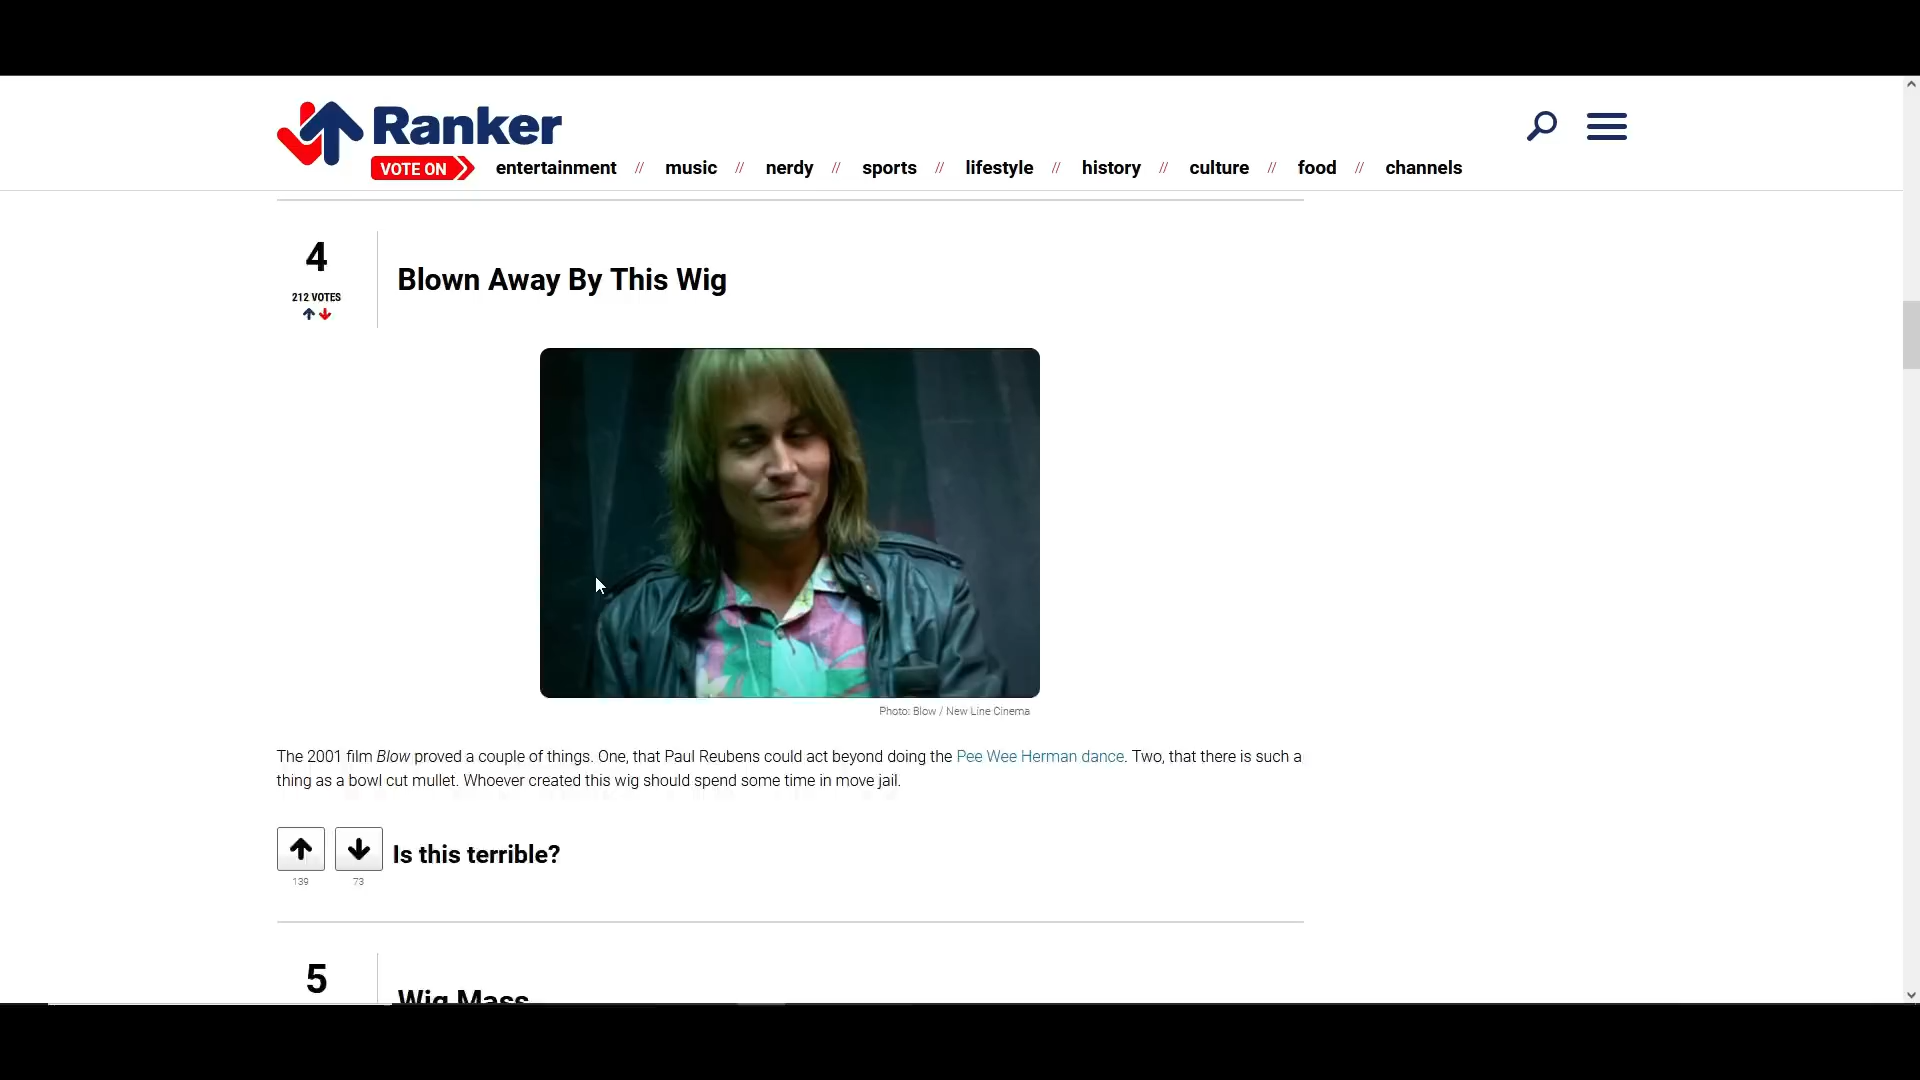 Ranker
VOTE ON
entertainment // music // nerdy // sports // lifestyle // history // culture // food // channels
4
212 VOTES
Blown Away By This Wig
Photo: Blow / New Line Cinema
The 2001 film Blow proved a couple of things. One, that Paul Reubens could act beyond doing the Pee Wee Herman dance. Two, that there is such a
thing as a bowl cut mullet. Whoever created this wig should spend some time in move jail.
Is this terrible?
139 73
5
Wig Mass